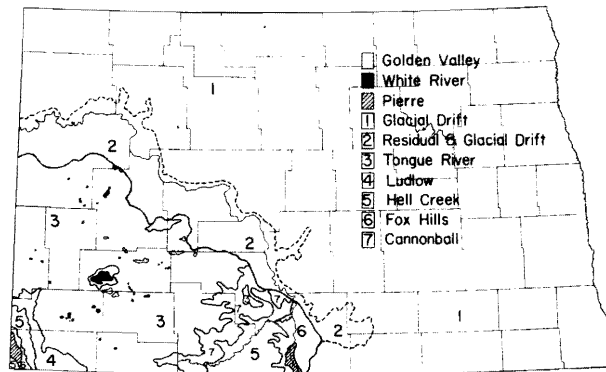 Golden Valley
White River
Pierre
1 Glacial Drift
2 Residual & Glacial Drift
3 Tongue River
4 Ludlow
5 Hell Creek
6 Fox Hills
7 Cannonball
1
2
3
2
7
3
6
2
1
5
4
7
5